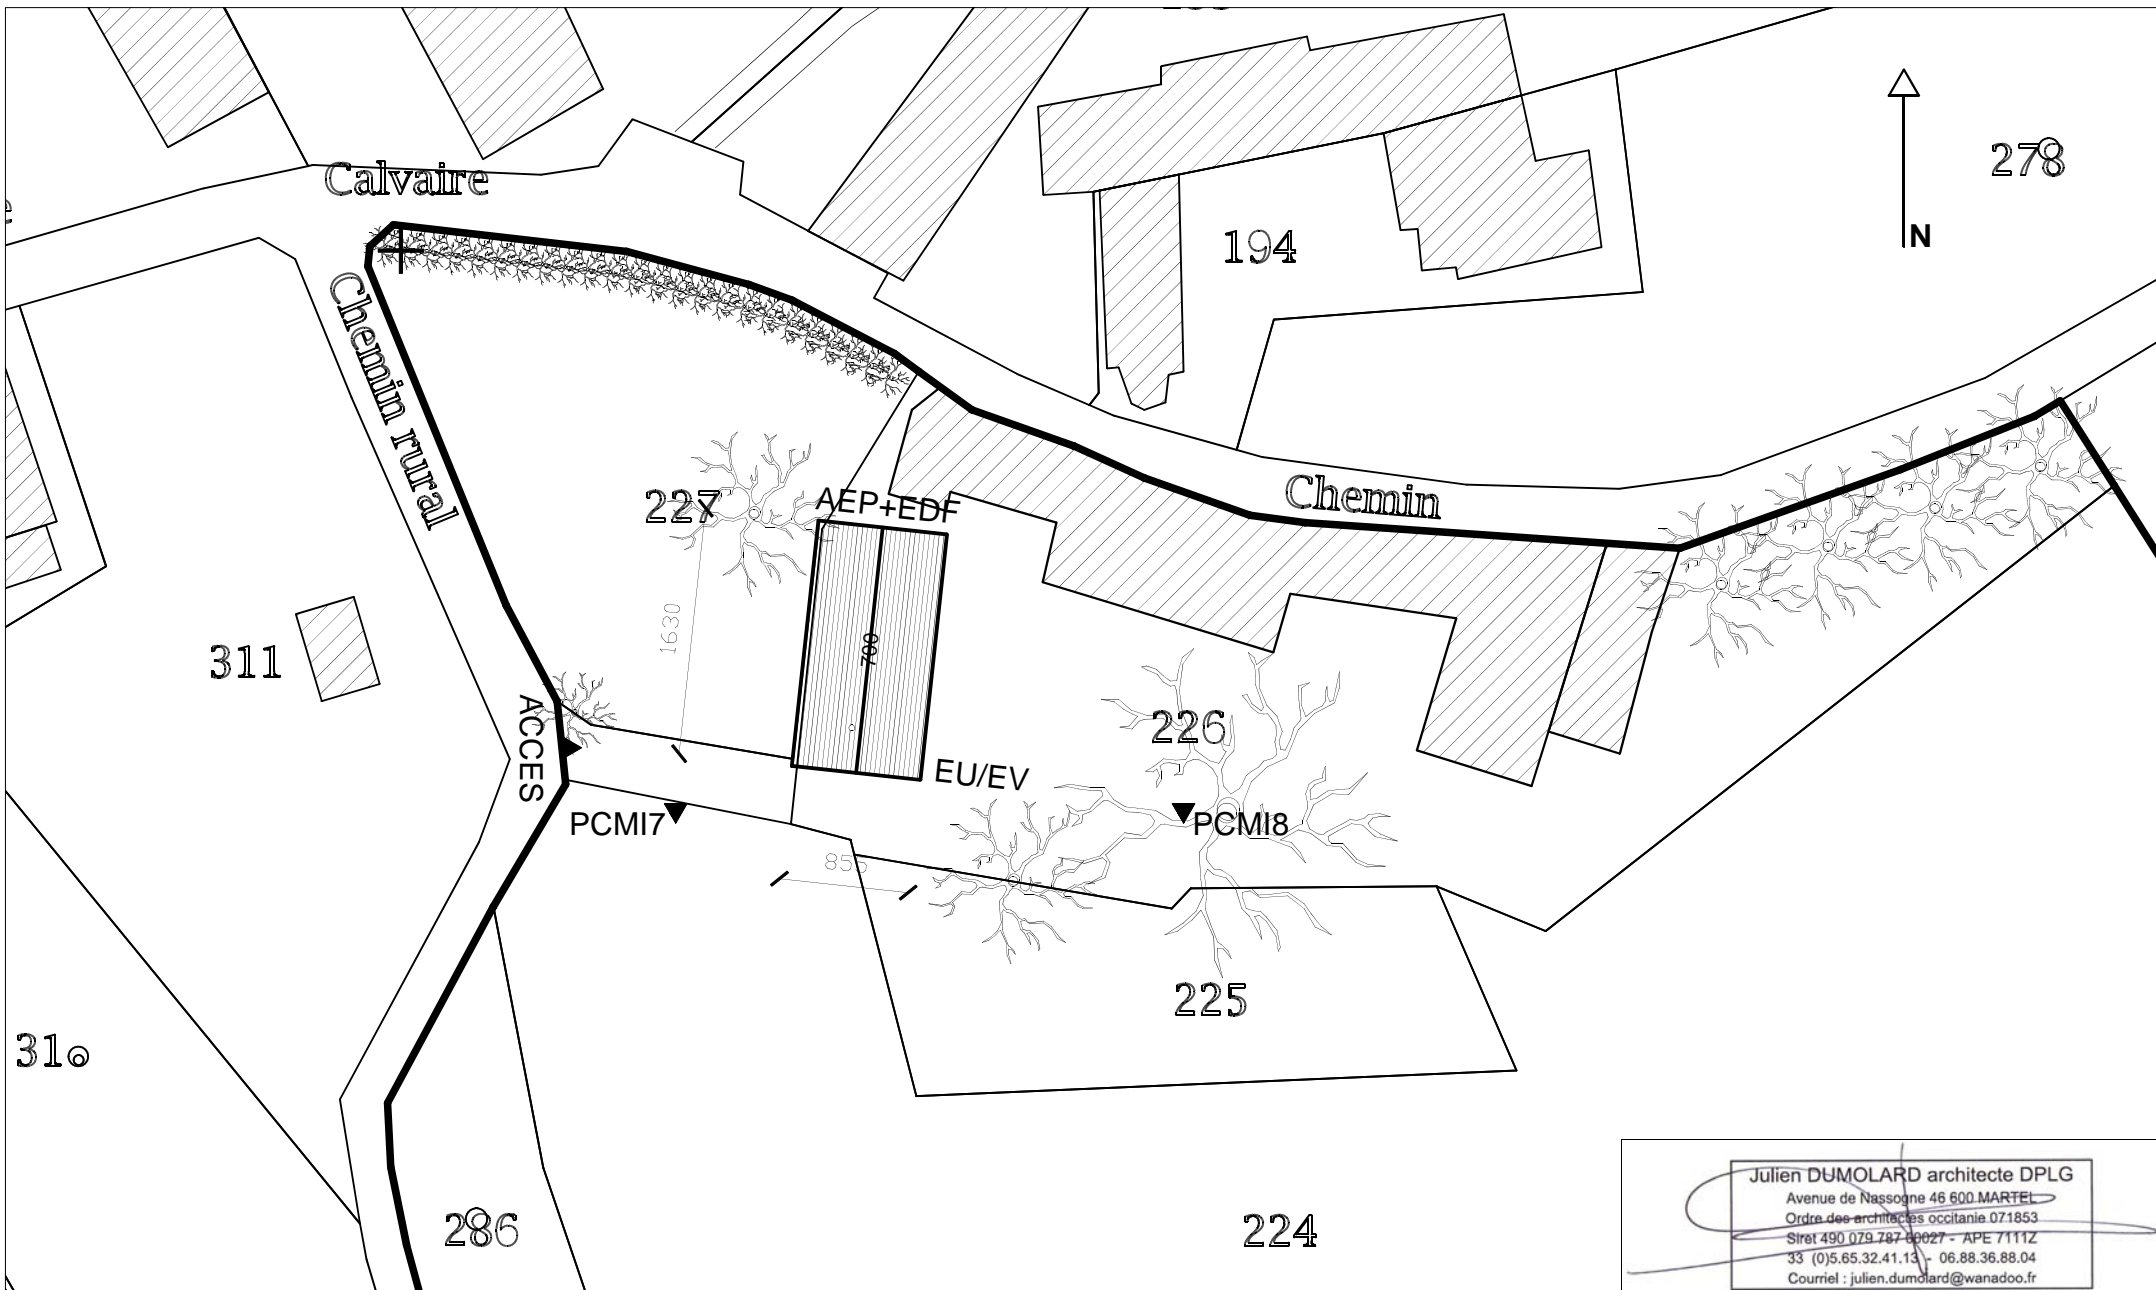 Calvaire
278
N
194
Chemin rural
Chemin
227
AEP+EDF
1630
700
311
ACCES
226
EU/EV
PCMI7
PCMI8
855
225
310
286
224
Julien DUMOLARD architecte DPLG
Avenue de Nassogne 46 600 MARTEL
Ordre des architectes occitanie 071853
Siret 490 079 787 00027 - APE 7111Z
33 (0)5.65.32.41.13 - 06.88.36.88.04
Courriel : julien.dumolard@wanadoo.fr